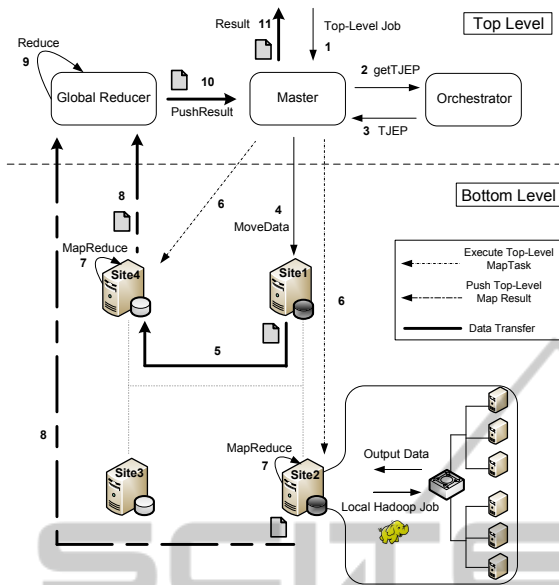 Result
11
Top-Level Job
1
Top Level
Reduce
9
10
2 getTJEP
Global Reducer
Master
Orchestrator
PushResult
3 TJEP
8
6
4
Bottom Level
MoveData
MapReduce
7
Site4
Site1
6
Execute Top-Level
MapTask
Push Top-Level
Map Result
Data Transfer
5
8
MapReduce
7
Site3
Site2
Output Data
Local Hadoop Job
SCITE